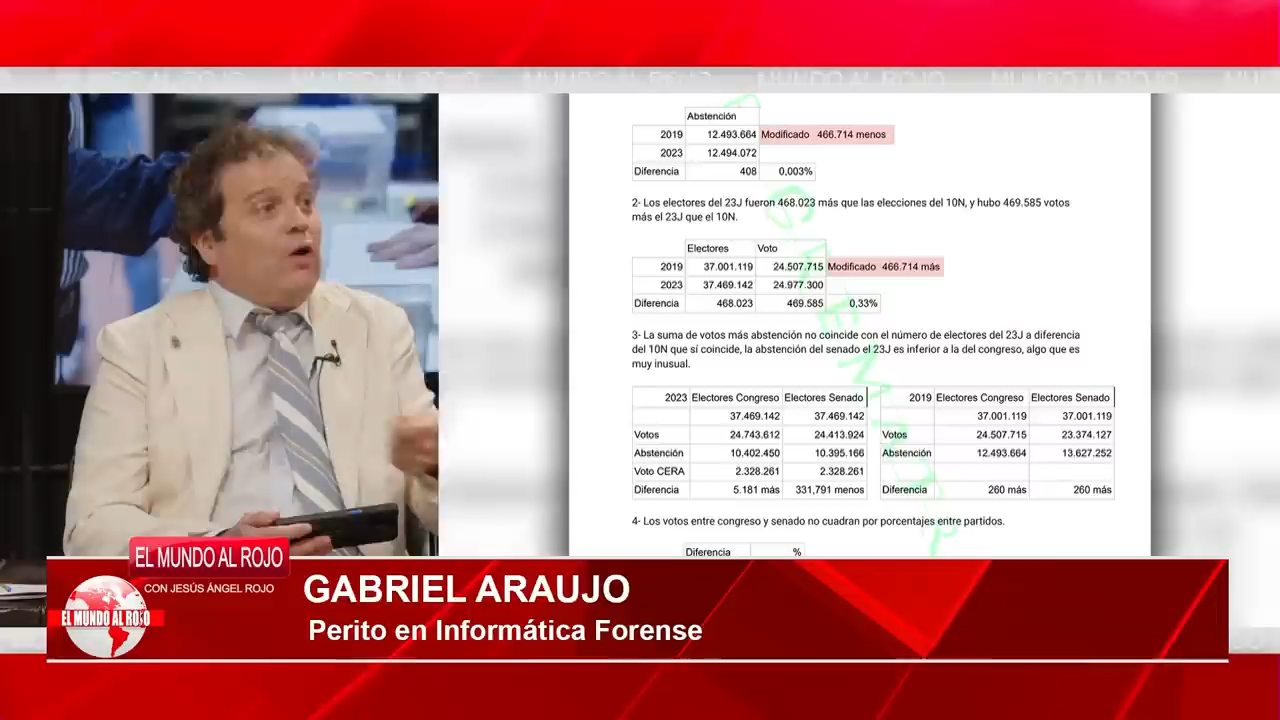 MUNDO AL ROJO MUNDO AL ROJO
Abstención
2019 12.493.664 Modificado 466.714 menos
2023 12.494.072
Diferencia 408 0,003%
2- Los electores del 23J fueron 468.023 más que las elecciones del 10N, y hubo 469.585 votos
más el 23J que el 10N.
Electores Voto
2019 37.001.119 24.507.715 Modificado 466.714 más
2023 37.469.142 24.977.300
Diferencia 468.023 469.585 0,33%
3- La suma de votos más abstención no coincide con el número de electores del 23J a diferencia
del 10N que sí coincide, la abstención del senado el 23J es inferior a la del congreso, algo que es
muy inusual.
2023 Electores Congreso Electores Senado 2019 Electores Congreso Electores Senado
37.469.142 37.469.142 37.001.119 37.001.119
Votos 24.743.612 24.413.924 Votos 24.507.715 23.374.127
Abstención 10.402.450 10.395.166 Abstención 12.493.664 13.627.252
Voto CERA 2.328.261 2.328.261
Diferencia 5.181 más 331,791 menos Diferencia 260 más 260 más
4- Los votos entre congreso y senado no cuadran por porcentajes entre partidos.
Diferencia %
EL MUNDO AL ROJO
CON JESÚS ÁNGEL ROJO
EL MUNDO AL ROJO
GABRIEL ARAUJO
Perito en Informática Forense